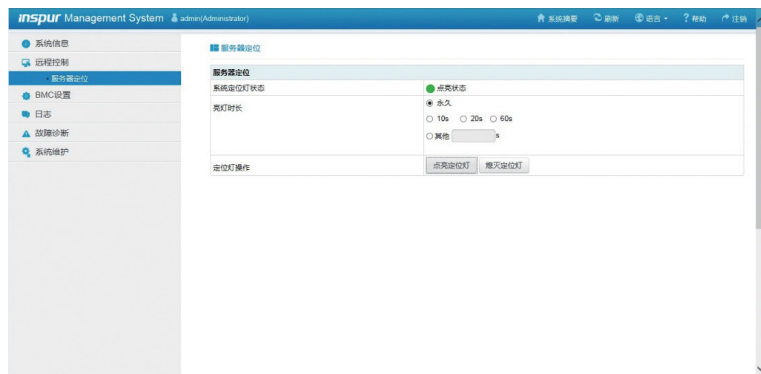 inspur Management System admin(Administrator) 系统摘要 刷新 语言 ? 帮助 注销
系统信息
远程控制
服务器定位
BMC设置
日志
故障诊断
系统维护
服务器定位
服务器定位
系统定位灯状态 点亮状态
亮灯时长 永久
10s 20s 60s
其他 s
定位灯操作 点亮定位灯 熄灭定位灯